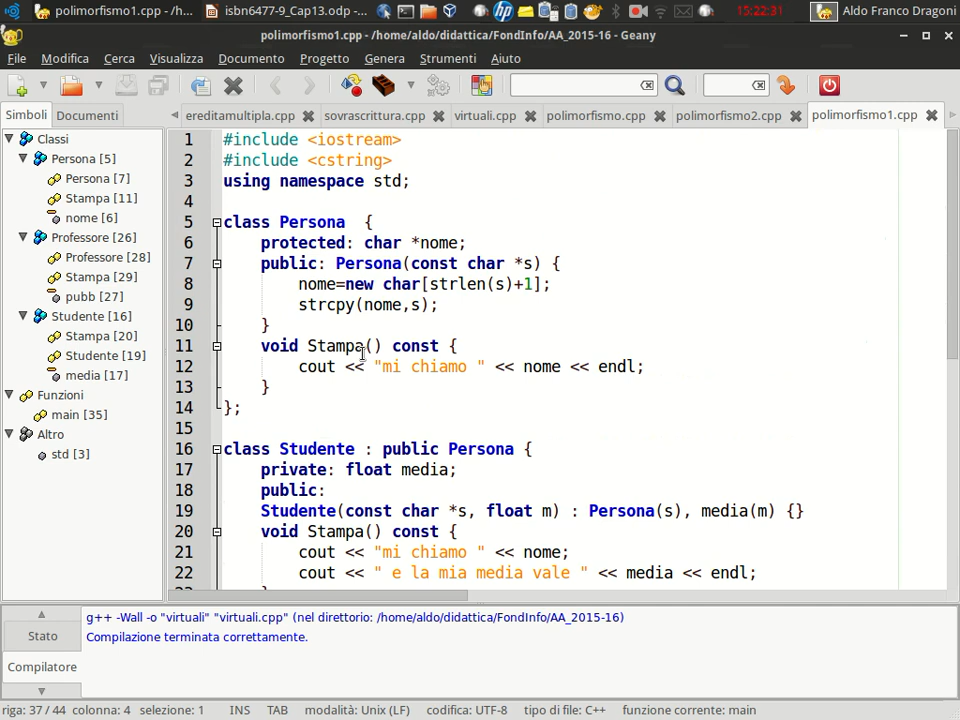 polimorfismo1.cpp - /h...
isbn6477-9_Cap13.odp -...
15:22:31
Aldo Franco Dragoni
polimorfismo1.cpp - /home/aldo/didattica/FondInfo/AA_2015-16 - Geany
File Modifica Cerca Visualizza Documento Progetto Genera Strumenti Aiuto
Simboli Documenti
ereditamultipla.cpp sovrascrittura.cpp virtuali.cpp polimorfismo.cpp polimorfismo2.cpp polimorfismo1.cpp
Classi
Persona [5]
Persona [7]
Stampa [11]
nome [6]
Professore [26]
Professore [28]
Stampa [29]
pubb [27]
Studente [16]
Stampa [20]
Studente [19]
media [17]
Funzioni
main [35]
Altro
std [3]
1 #include <iostream>
2 #include <cstring>
3 using namespace std;
4
5 class Persona  {
6 protected: char *nome;
7 public: Persona(const char *s) {
8 nome=new char[strlen(s)+1];
9 strcpy(nome,s);
10 }
11 void Stampa() const {
12 cout << "mi chiamo " << nome << endl;
13 }
14 };
15
16 class Studente : public Persona {
17 private: float media;
18 public:
19 Studente(const char *s, float m) : Persona(s), media(m) {}
20 void Stampa() const {
21 cout << "mi chiamo " << nome;
22 cout << " e la mia media vale " << media << endl;
Stato
Compilatore
g++ -Wall -o "virtuali" "virtuali.cpp" (nel direttorio: /home/aldo/didattica/FondInfo/AA_2015-16)
Compilazione terminata correttamente.
riga: 37 / 44 colonna: 4 selezione: 1 INS TAB modalità: Unix (LF) codifica: UTF-8 tipo di file: C++ funzione corrente: main